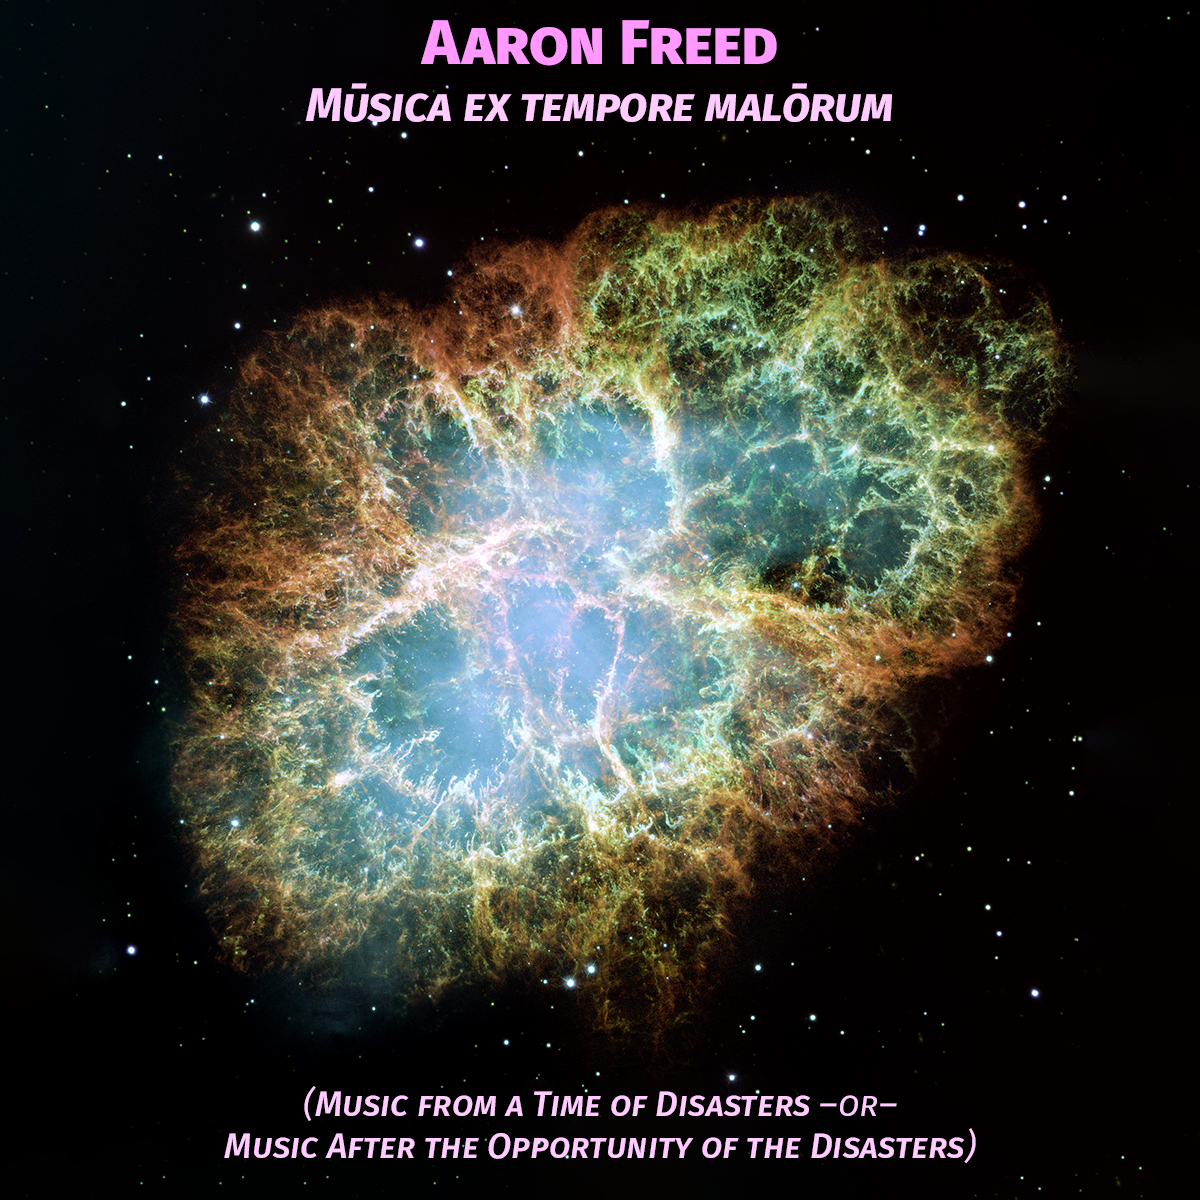 Aaron Freed
Mūsica ex tempore malōrum
(Music from a Time of Disasters –or–
Music After the Opportunity of the Disasters)